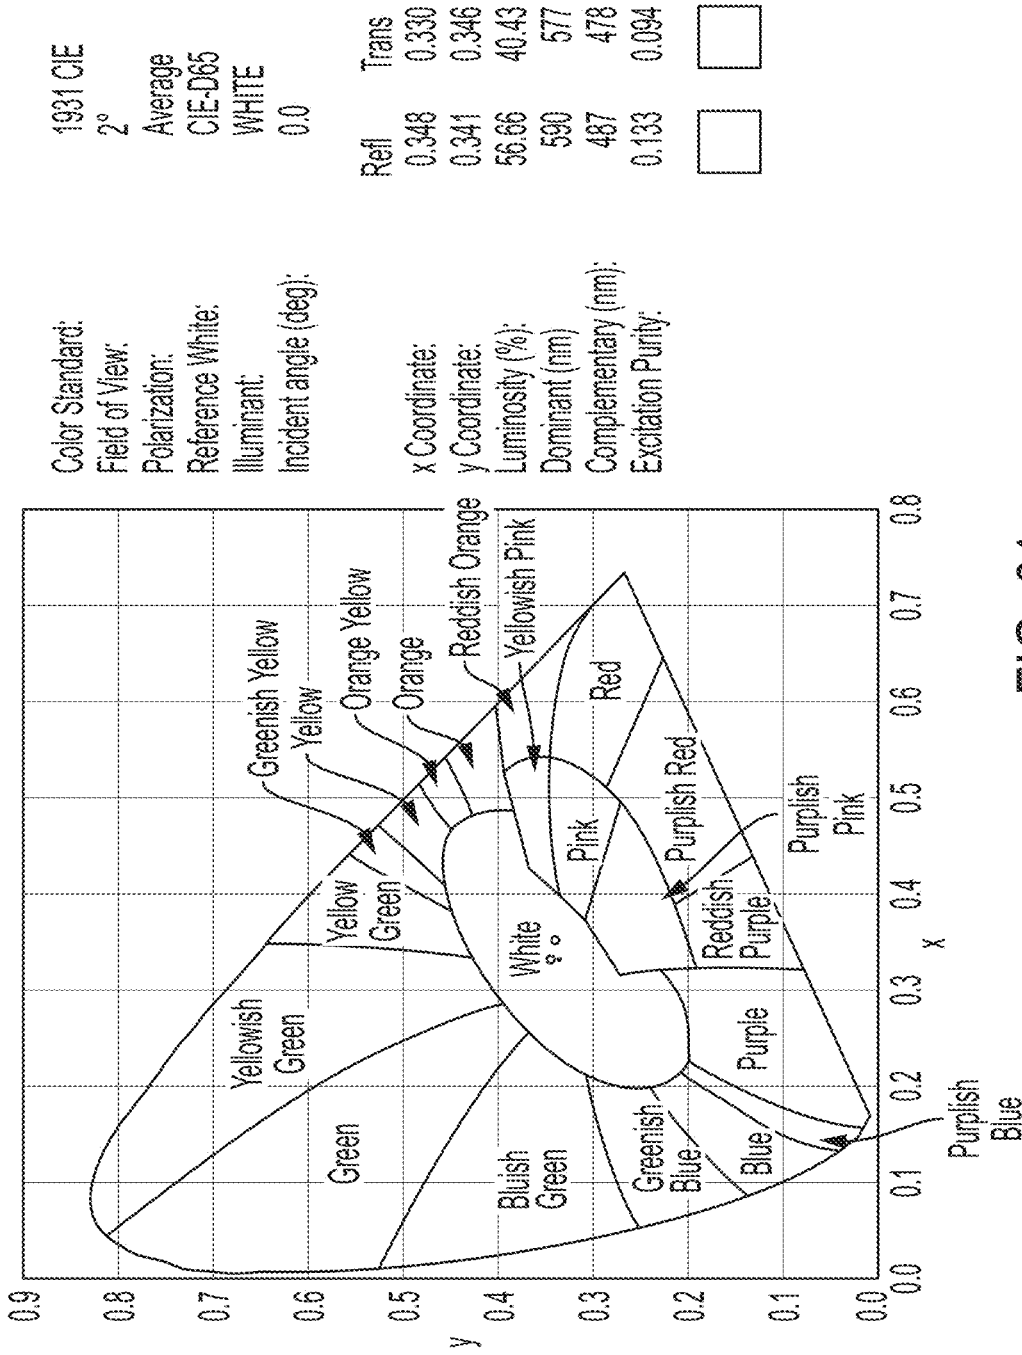 1931 CIE
2°
Average
CIE-D65
WHITE
0.0
Color Standard:
Field of View:
Polarization:
Reference White:
Illuminant:
Incident angle (deg):
Refl Trans
x Coordinate: 0.348 0.330
y Coordinate: 0.341 0.346
Luminosity (%): 56.66 40.43
Dominant (nm) 590 577
Complementary (nm): 487 478
Excitation Purity: 0.133 0.094
y
0.9
0.8
0.7
0.6
0.5
0.4
0.3
0.2
0.1
0.0
0.0 0.1 0.2 0.3 0.4 0.5 0.6 0.7 0.8
x
Greenish Yellow
Yellow
Orange Yellow
Orange
Reddish Orange
Yellowish Pink
Yellow
Green
Yellowish
Green
Green
Bluish
Green
Greenish
Blue
Blue
Purplish
Blue
Purple
Reddish
Purple
Purplish
Pink
Purplish Red
Pink
Red
White